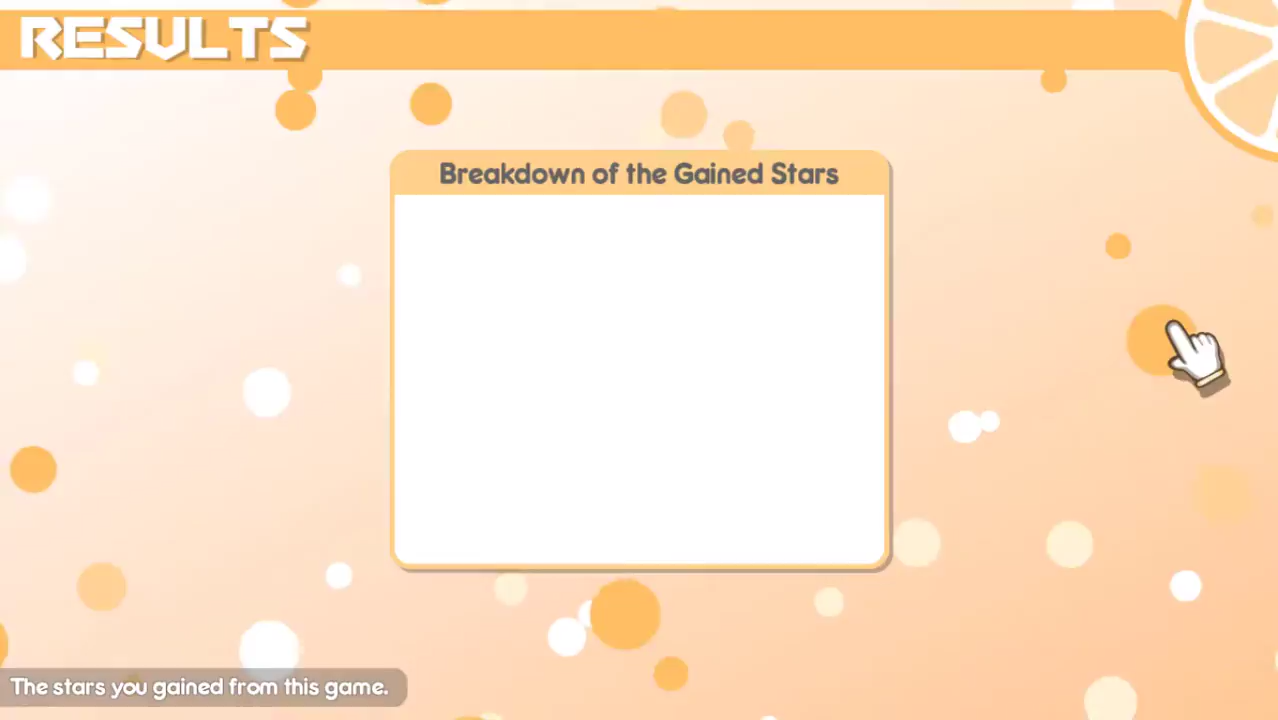 RESULTS
Breakdown of the Gained Stars
The stars you gained from this game.